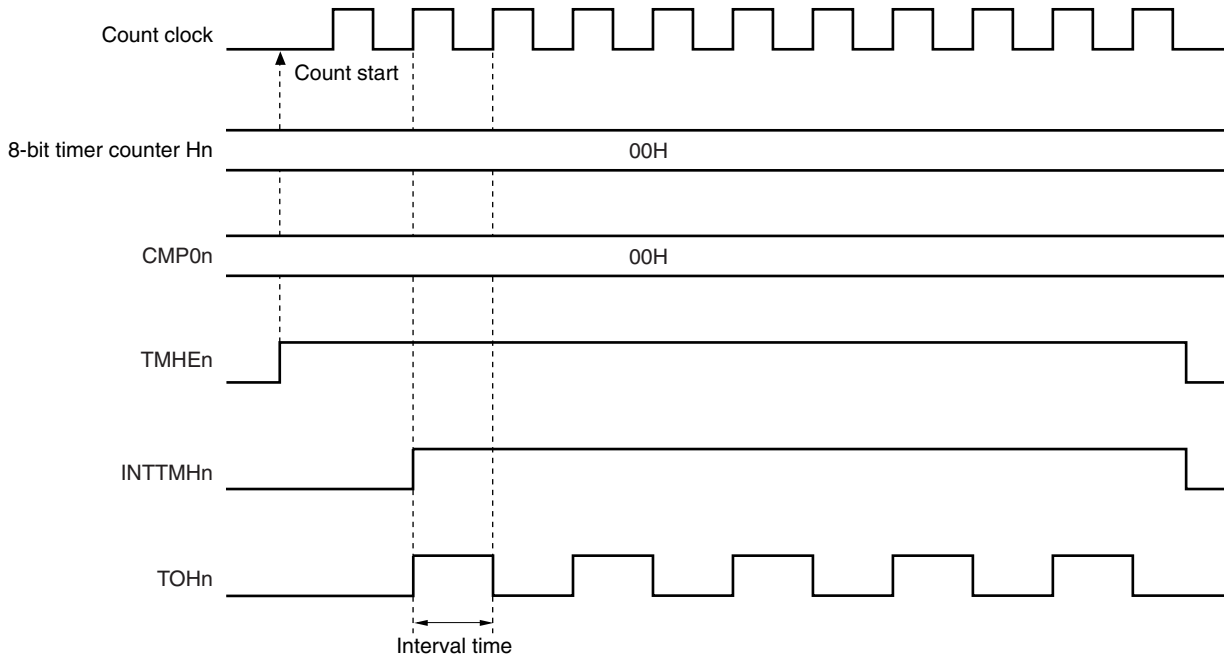 Count clock
Count start
8-bit timer counter Hn
00H
CMP0n
00H
TMHEn
INTTMHn
TOHn
Interval time